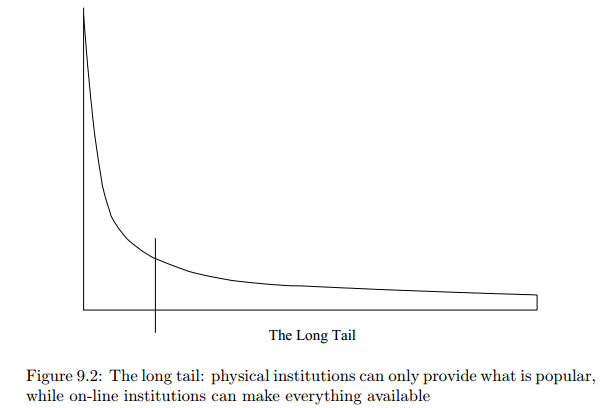 The Long Tail
Figure 9.2: The long tail: physical institutions can only provide what is popular,
while on-line institutions can make everything available